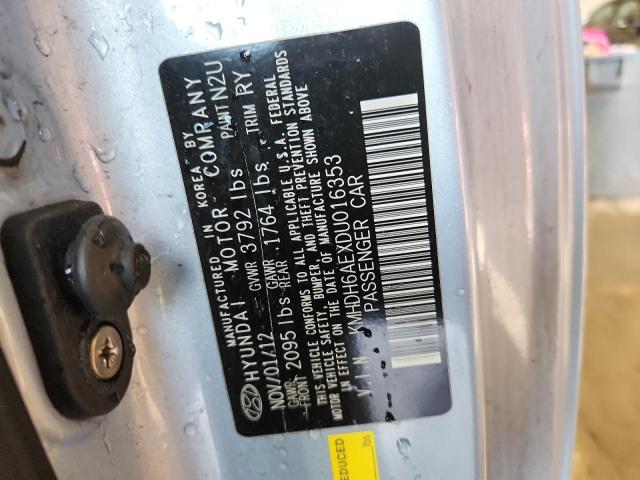 MANUFACTURED IN KOREA BY
HYUNDAI MOTOR COMPANY
NOV/01/12 GVWR 3792 lbs PAINT N2U
GAWR FRONT 2095 lbs GAWR REAR 1764 lbs TRIM RY
THIS VEHICLE CONFORMS TO ALL APPLICABLE U.S.A. FEDERAL
MOTOR VEHICLE SAFETY, BUMPER, AND THEFT PREVENTION STANDARDS
IN EFFECT ON THE DATE OF MANUFACTURE SHOWN ABOVE
V.I.N KMHDH6AEXDU016353
PASSENGER CAR
REDUCED
lbs